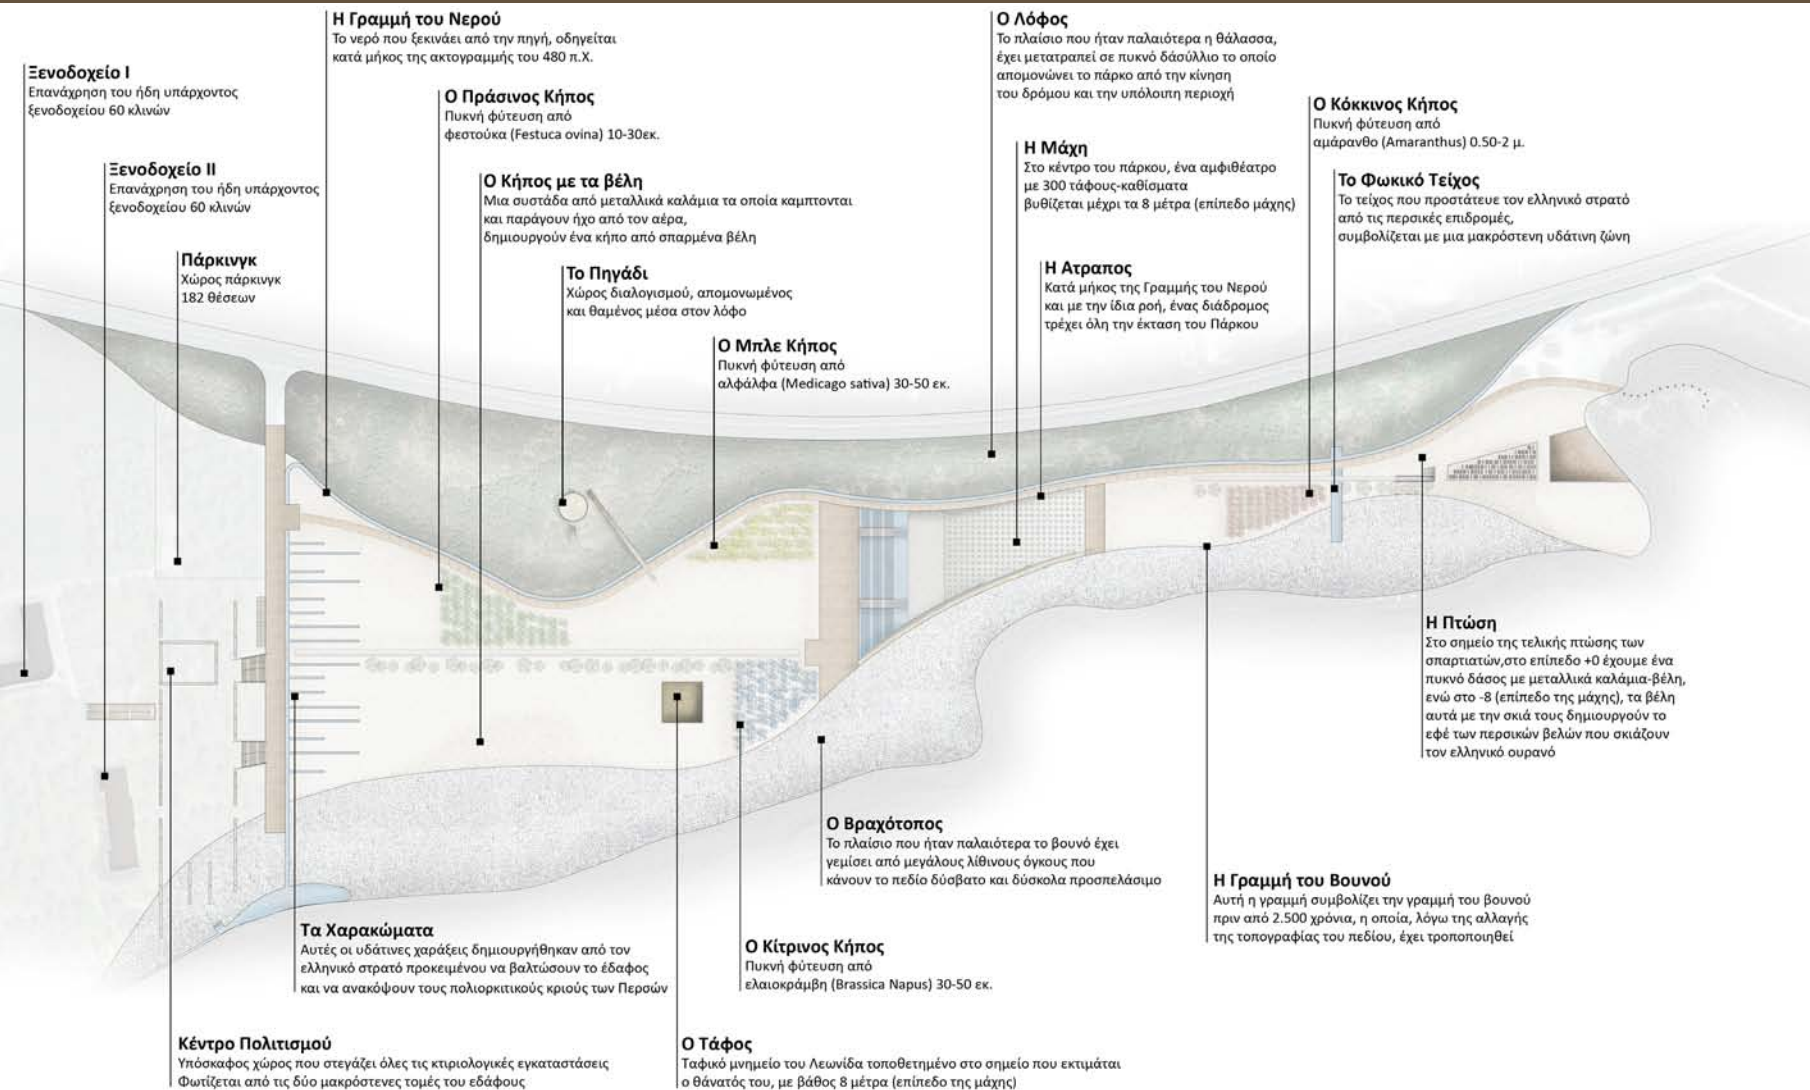 Η Γραμμή του Νερού
Το νερό που ξεκινάει από την πηγή, οδηγείται
κατά μήκος της ακτογραμμής του 480 π.Χ.
Ο Λόφος
Το πλαίσιο που ήταν παλαιότερα η θάλασσα,
έχει μετατραπεί σε πυκνό δασύλλιο το οποίο
απομονώνει το πάρκο από την κίνηση
του δρόμου και την υπόλοιπη περιοχή
Ξενοδοχείο Ι
Επανάχρηση του ήδη υπάρχοντος
ξενοδοχείου 60 κλινών
Ο Πράσινος Κήπος
Πυκνή φύτευση από
φεστούκα (Festuca ovina) 10-30εκ.
Ο Κόκκινος Κήπος
Πυκνή φύτευση από
αμάρανθο (Amaranthus) 0.50-2 μ.
Η Μάχη
Στο κέντρο του πάρκου, ένα αμφιθέατρο
με 300 τάφους-καθίσματα
βυθίζεται μέχρι τα 8 μέτρα (επίπεδο μάχης)
Ξενοδοχείο ΙΙ
Επανάχρηση του ήδη υπάρχοντος
ξενοδοχείου 60 κλινών
Ο Κήπος με τα βέλη
Μια συστάδα από μεταλλικά καλάμια τα οποία καμπτονται
και παράγουν ήχο από τον αέρα,
δημιουργούν ένα κήπο από σπαρμένα βέλη
Το Φωκικό Τείχος
Το τείχος που προστάτευε τον ελληνικό στρατό
από τις περσικές επιδρομές,
συμβολίζεται με μια μακρόστενη υδάτινη ζώνη
Πάρκινγκ
Χώρος πάρκινγκ
182 θέσεων
Το Πηγάδι
Χώρος διαλογισμού, απομονωμένος
και θαμένος μέσα στον λόφο
Η Ατραπος
Κατά μήκος της Γραμμής του Νερού
και με την ίδια ροή, ένας διάδρομος
τρέχει όλη την έκταση του Πάρκου
Ο Μπλε Κήπος
Πυκνή φύτευση από
αλφάλφα (Medicago sativa) 30-50 εκ.
Η Πτώση
Στο σημείο της τελικής πτώσης των
σπαρτιατών,στο επίπεδο +0 έχουμε ένα
πυκνό δάσος με μεταλλικά καλάμια-βέλη,
ενώ στο -8 (επίπεδο της μάχης), τα βέλη
αυτά με την σκιά τους δημιουργούν το
εφέ των περσικών βελών που σκιάζουν
τον ελληνικό ουρανό
Ο Βραχότοπος
Το πλαίσιο που ήταν παλαιότερα το βουνό έχει
γεμίσει από μεγάλους λίθινους όγκους που
κάνουν το πεδίο δύσβατο και δύσκολα προσπελάσιμο
Η Γραμμή του Βουνού
Αυτή η γραμμή συμβολίζει την γραμμή του βουνού
πριν από 2.500 χρόνια, η οποία, λόγω της αλλαγής
της τοπογραφίας του πεδίου, έχει τροποποιηθεί
Τα Χαρακώματα
Αυτές οι υδάτινες χαράξεις δημιουργήθηκαν από τον
ελληνικό στρατό προκειμένου να βαλτώσουν το έδαφος
και να ανακόψουν τους πολιορκιτικούς κριούς των Περσών
Ο Κίτρινος Κήπος
Πυκνή φύτευση από
ελαιοκράμβη (Brassica Napus) 30-50 εκ.
Κέντρο Πολιτισμού
Υπόσκαφος χώρος που στεγάζει όλες τις κτιριολογικές εγκαταστάσεις
Φωτίζεται από τις δύο μακρόστενες τομές του εδάφους
Ο Τάφος
Ταφικό μνημείο του Λεωνίδα τοποθετημένο στο σημείο που εκτιμάται
ο θάνατός του, με βάθος 8 μέτρα (επίπεδο της μάχης)